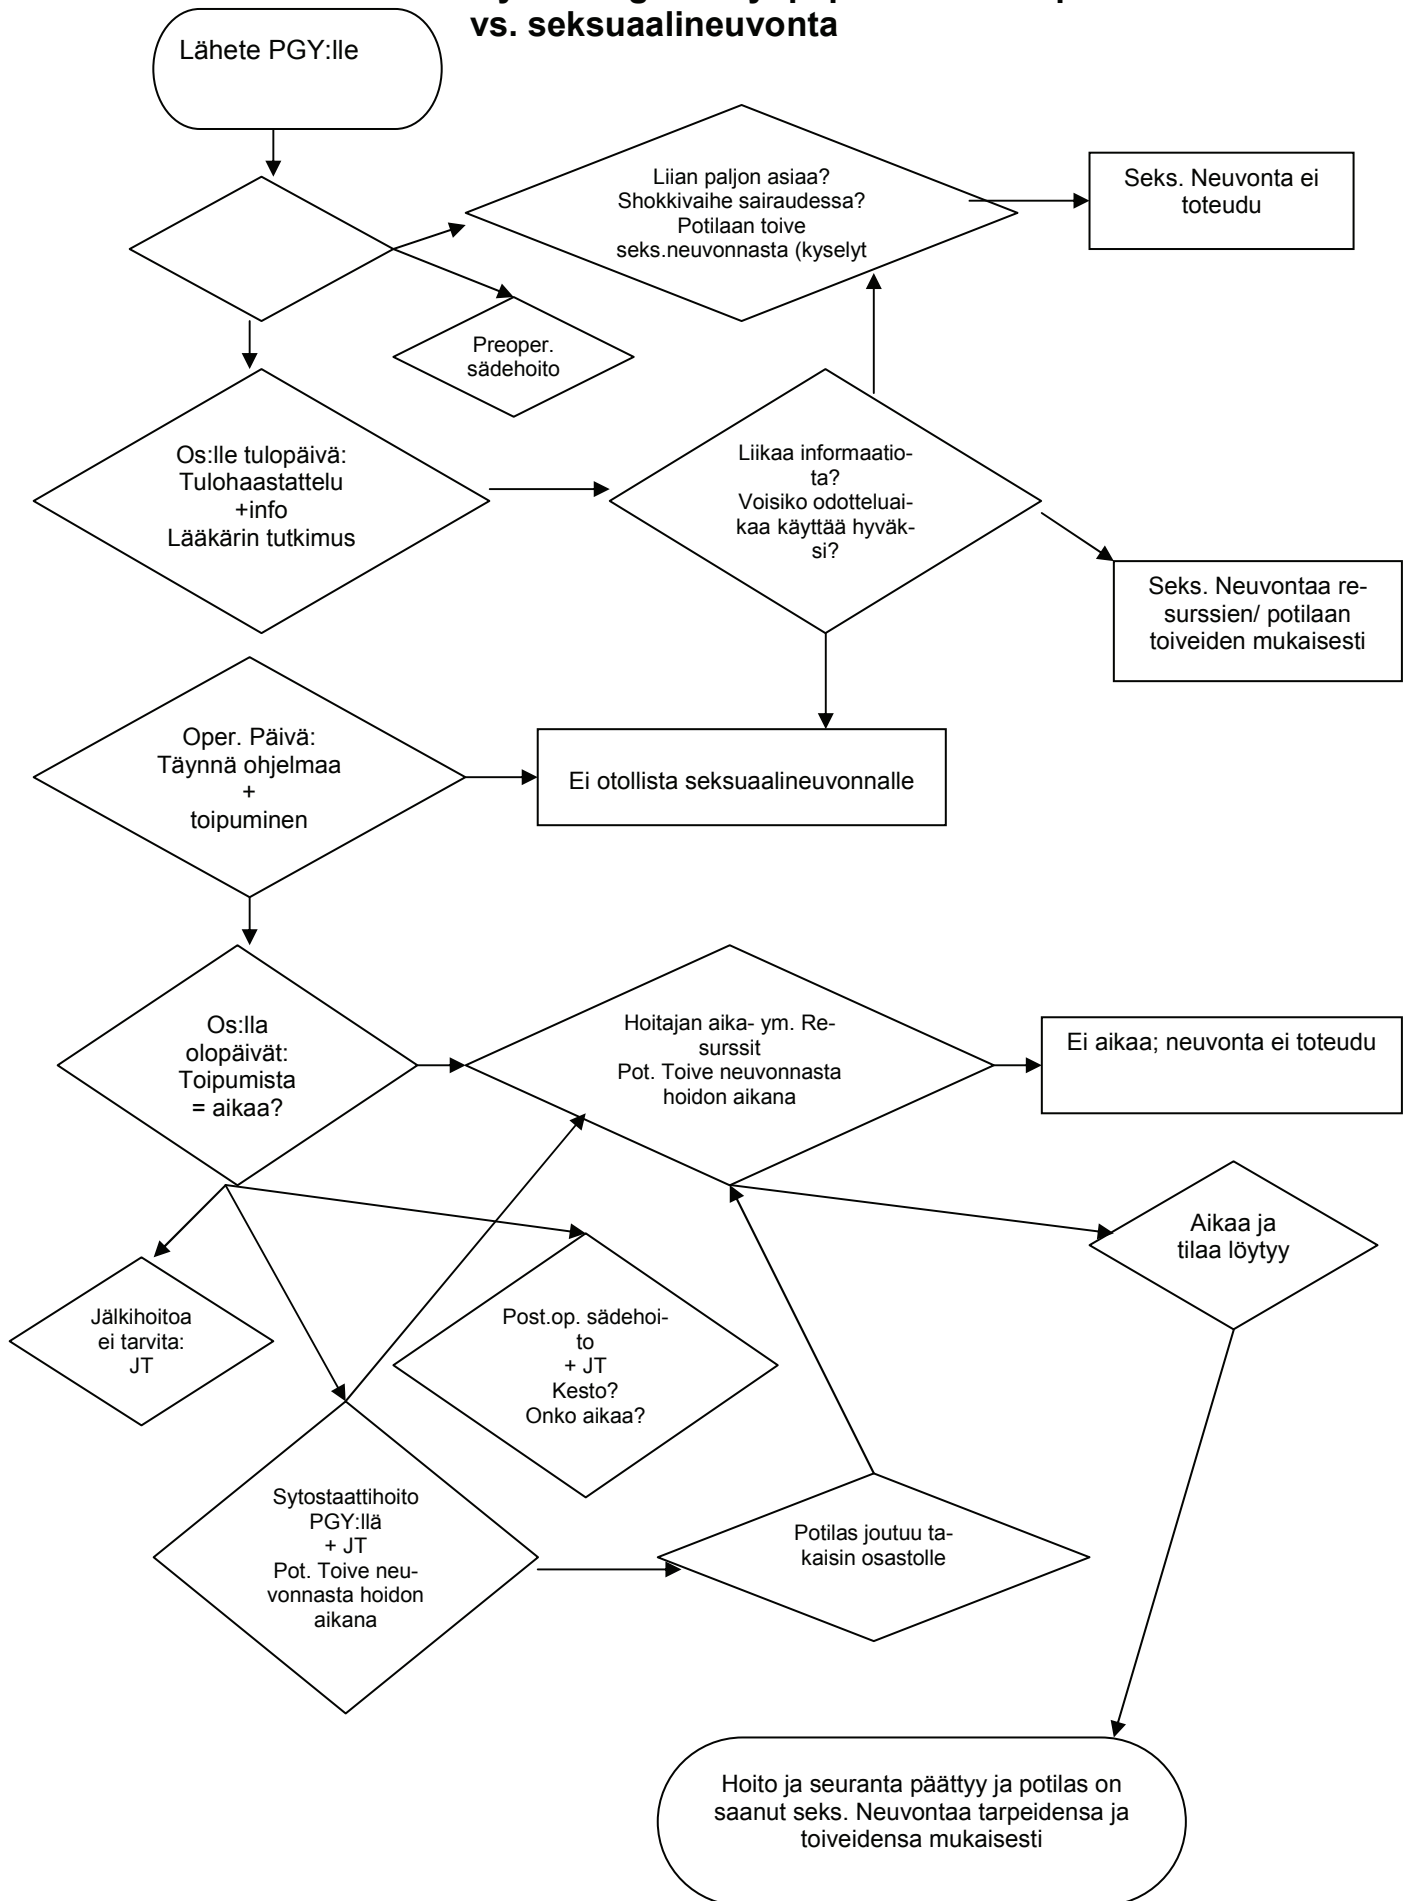 vs. seksuaalineuvonta
Lähete PGY:lle
Liian paljon asiaa?
Shokkivaihe sairaudessa?
Potilaan toive
seks.neuvonnasta (kyselyt
Seks. Neuvonta ei
toteudu
Preoper.
sädehoito
Os:lle tulopäivä:
Tulohaastattelu
+info
Lääkärin tutkimus
Liikaa informaatio-
ta?
Voisiko odotteluai-
kaa käyttää hyväk-
si?
Seks. Neuvontaa re-
surssien/ potilaan
toiveiden mukaisesti
Oper. Päivä:
Täynnä ohjelmaa
+
toipuminen
Ei otollista seksuaalineuvonnalle
Os:lla
olopäivät:
Toipumista
= aikaa?
Hoitajan aika- ym. Re-
surssit
Pot. Toive neuvonnasta
hoidon aikana
Ei aikaa; neuvonta ei toteudu
Aikaa ja
tilaa löytyy
Jälkihoitoa
ei tarvita:
JT
Post.op. sädehoi-
to
+ JT
Kesto?
Onko aikaa?
Sytostaattihoito
PGY:llä
+ JT
Pot. Toive neu-
vonnasta hoidon
aikana
Potilas joutuu ta-
kaisin osastolle
Hoito ja seuranta päättyy ja potilas on
saanut seks. Neuvontaa tarpeidensa ja
toiveidensa mukaisesti